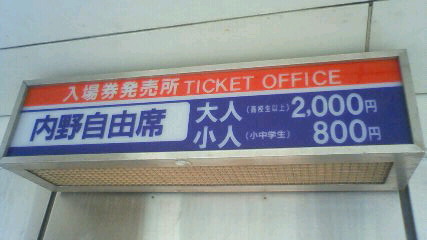 入場券発売所 TICKET OFFICE
内野自由席
大人(高校生以上)2,000円
小人(小中学生)800円